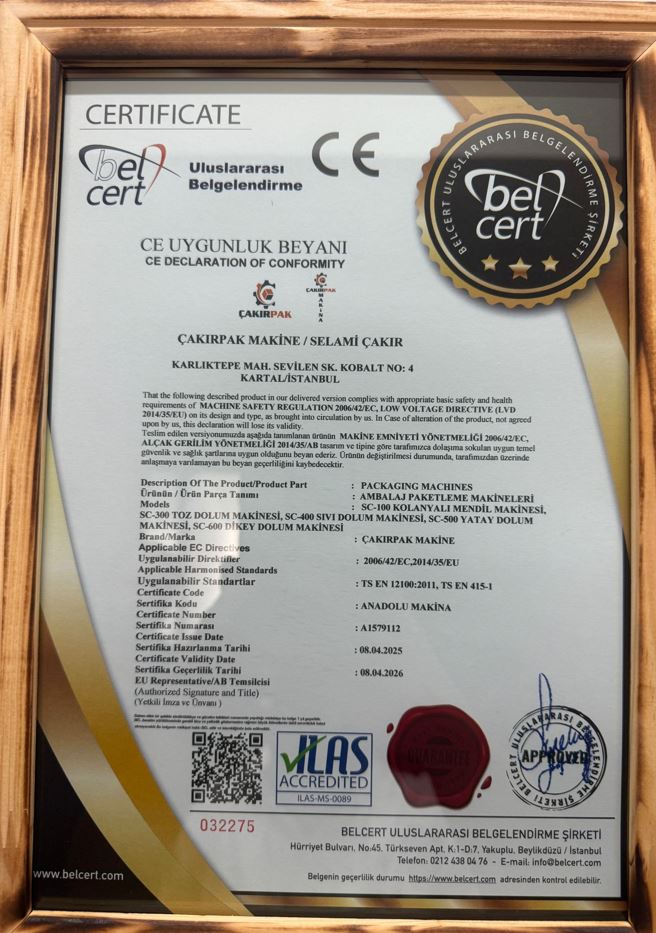 CERTIFICATE
bel cert
Uluslararası
Belgelendirme
CE
BELCERT ULUSLARARASI BELGELENDİRME ŞİRKETİ
bel cert
CE UYGUNLUK BEYANI
CE DECLARATION OF CONFORMITY
ÇAKIRPAK
ÇAKIRPAK
MAKİNA
ÇAKIRPAK MAKİNE / SELAMİ ÇAKIR
KARLIKTEPE MAH. SEVİLEN SK. KOBALT NO: 4
KARTAL/İSTANBUL
That the following described product in our delivered version complies with appropriate basic safety and health
requirements of MACHINE SAFETY REGULATION 2006/42/EC, LOW VOLTAGE DIRECTIVE (LVD
2014/35/EU) on its design and type, as brought into circulation by us. In Case of alteration of the product, not agreed
upon by us, this declaration will lose its validity.
Teslim edilen versiyonumuzda aşağıda tanımlanan ürünün MAKİNE EMNİYETİ YÖNETMELİĞİ 2006/42/EC,
ALÇAK GERİLİM YÖNETMELİĞİ 2014/35/AB tasarım ve tipine göre tarafımızca dolaşıma sokulan uygun temel
güvenlik ve sağlık şartlarına uygun olduğunu beyan ederiz. Ürünün değiştirilmesi durumunda, tarafımızdan üzerinde
anlaşmaya varılamayan bu beyan geçerliliğini kaybedecektir.
Description Of The Product/Product Part : PACKAGING MACHINES
Ürünün / Ürün Parça Tanımı : AMBALAJ PAKETLEME MAKİNELERİ
Models : SC-100 KOLANYALI MENDİL MAKİNESİ,
SC-300 TOZ DOLUM MAKİNESİ, SC-400 SIVI DOLUM MAKİNESİ, SC-500 YATAY DOLUM
MAKİNESİ, SC-600 DİKEY DOLUM MAKİNESİ
Brand/Marka : ÇAKIRPAK MAKİNE
Applicable EC Directives
Uygulanabilir Direktifler : 2006/42/EC,2014/35/EU
Applicable Harmonised Standards
Uygulanabilir Standartlar : TS EN 12100:2011, TS EN 415-1
Certificate Code
Sertifika Kodu : ANADOLU MAKİNA
Certificate Number
Sertifika Numarası : A1579112
Certificate Issue Date
Sertifika Hazırlanma Tarihi : 08.04.2025
Certificate Validity Date
Sertifika Geçerlilik Tarihi : 08.04.2026
EU Representative/AB Temsilcisi
(Authorized Signature and Title)
(Yetkili İmza ve Ünvanı)
ILAS
ACCREDITED
ILAS-MS-0089
GUARANTEE
BELCERT ULUSLARARASI BELGELENDİRME ŞİRKETİ
APPROVED
032275
BELCERT ULUSLARARASI BELGELENDİRME ŞİRKETİ
Hürriyet Bulvarı, No:45, Türkseven Apt. K:1-D:7, Yakuplu, Beylikdüzü / İstanbul
Telefon: 0212 438 04 76 - E-mail: info@belcert.com
www.belcert.com
Belgenin geçerlilik durumu https://www.belcert.com adresinden kontrol edilebilir.